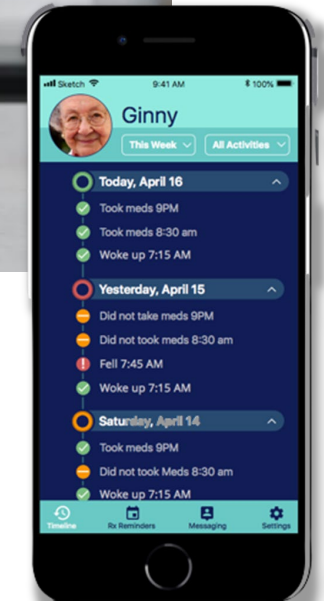 Sketch 9:41 AM 100%
Ginny
This Week All Activities
Today, April 16
Took meds 9PM
Took meds 8:30 am
Woke up 7:15 AM
Yesterday, April 15
Did not take meds 9PM
Did not took meds 8:30 am
Fell 7:45 AM
Woke up 7:15 AM
Saturday, April 14
Took meds 9PM
Did not took Meds 8:30 am
Woke up 7:15 AM
Timeline Rx Reminders Messaging Settings